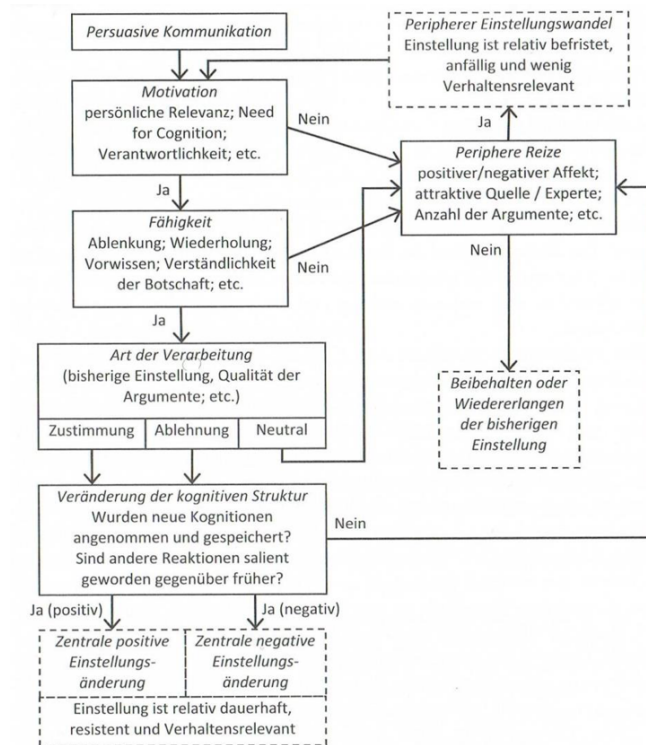 Persuasive Kommunikation
Peripherer Einstellungswandel
Einstellung ist relativ befristet,
anfällig und wenig
Verhaltensrelevant
Motivation
persönliche Relevanz; Need
for Cognition;
Verantwortlichkeit; etc.
Nein
Ja
Periphere Reize
positiver/negativer Affekt;
attraktive Quelle / Experte;
Anzahl der Argumente; etc.
Ja
Nein
Fähigkeit
Ablenkung; Wiederholung;
Vorwissen; Verständlichkeit
der Botschaft; etc.
Nein
Ja
Art der Verarbeitung
(bisherige Einstellung, Qualität der
Argumente; etc.)
Zustimmung
Ablehnung
Neutral
Beibehalten oder
Wiedererlangen
der bisherigen
Einstellung
Veränderung der kognitiven Struktur
Wurden neue Kognitionen
angenommen und gespeichert?
Sind andere Reaktionen salient
geworden gegenüber früher?
Nein
Ja (positiv)
Ja (negativ)
Zentrale positive
Einstellungs-
änderung
Zentrale negative
Einstellungs-
änderung
Einstellung ist relativ dauerhaft,
resistent und Verhaltensrelevant